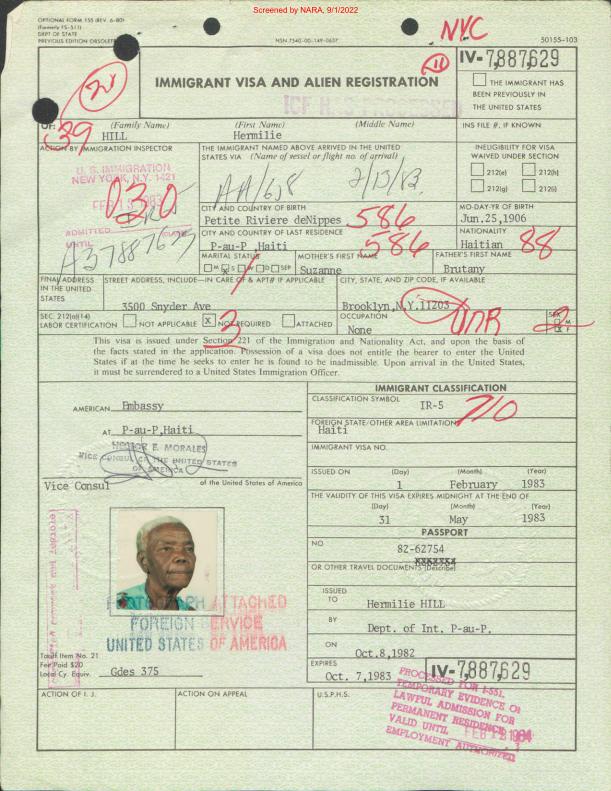 Screened by NARA, 9/1/2022
OPTIONAL FORM 155 (REV. 6-80)
(Formerly FS-511)
DEPT OF STATE
PREVIOUS EDITION OBSOLETE
NSN 7540-00-149-0607
NYC
50155-103
IMMIGRANT VISA AND ALIEN REGISTRATION
11
IV-7,887,629
THE IMMIGRANT HAS
BEEN PREVIOUSLY IN
THE UNITED STATES
OF: (Family Name) (First Name) (Middle Name)
39 HILL Hermilie
INS FILE #, IF KNOWN
ACTION BY IMMIGRATION INSPECTOR
THE IMMIGRANT NAMED ABOVE ARRIVED IN THE UNITED
STATES VIA (Name of vessel or flight no. of arrival)
INELIGIBILITY FOR VISA
WAIVED UNDER SECTION
212(e) 212(h)
212(g) 212(i)
U. S. IMMIGRATION
NEW YORK, N.Y. 1421
030
ADMITTED
UNTIL
AA/658 2/13/83
CITY AND COUNTRY OF BIRTH
Petite Riviere deNippes 586
MO-DAY-YR OF BIRTH
Jun.25,1906
CITY AND COUNTRY OF LAST RESIDENCE
P-au-P ,Haiti 586
NATIONALITY
Haitian 88
MARITAL STATUS
M X S W D SEP
MOTHER'S FIRST NAME
Suzanne
FATHER'S FIRST NAME
Brutany
FINAL ADDRESS
IN THE UNITED
STATES
STREET ADDRESS, INCLUDE—IN CARE OF & APT# IF APPLICABLE
3500 Snyder Ave
CITY, STATE, AND ZIP CODE, IF AVAILABLE
Brooklyn,N.Y.11203
SEC. 212(a)(14)
LABOR CERTIFICATION
NOT APPLICABLE X NOT REQUIRED ATTACHED
3
OCCUPATION
None
SEX
M
F
2
This visa is issued under Section 221 of the Immigration and Nationality Act, and upon the basis of
the facts stated in the application. Possession of a visa does not entitle the bearer to enter the United
States if at the time he seeks to enter he is found to be inadmissible. Upon arrival in the United States,
it must be surrendered to a United States Immigration Officer.
AMERICAN Embassy
AT P-au-P,Haiti
HONOR E. MORALES
VICE CONSUL OF THE UNITED STATES
OF AMERICA
Vice Consul of the United States of America
IMMIGRANT CLASSIFICATION
CLASSIFICATION SYMBOL
IR-5 710
FOREIGN STATE/OTHER AREA LIMITATION
Haiti
IMMIGRANT VISA NO.
ISSUED ON (Day) (Month) (Year)
1 February 1983
THE VALIDITY OF THIS VISA EXPIRES MIDNIGHT AT THE END OF
(Day) (Month) (Year)
31 May 1983
PASSPORT
NO 82-62754
OR OTHER TRAVEL DOCUMENTS (Describe)
ISSUED
TO Hermilie HILL
BY Dept. of Int. P-au-P.
ON Oct.8,1982
EXPIRES
Oct. 7,1983
IV-7,887,629
PHOTOGRAPH ATTACHED
FOREIGN SERVICE
UNITED STATES OF AMERICA
Tariff Item No. 21
Fee Paid $20
Local Cy. Equiv. Gdes 375
PROCESSED FOR I-551.
TEMPORARY EVIDENCE OF
LAWFUL ADMISSION FOR
PERMANENT RESIDENCE
VALID UNTIL FEB 12 1984
EMPLOYMENT AUTHORIZED
ACTION OF I. J.
ACTION ON APPEAL
U.S.P.H.S.